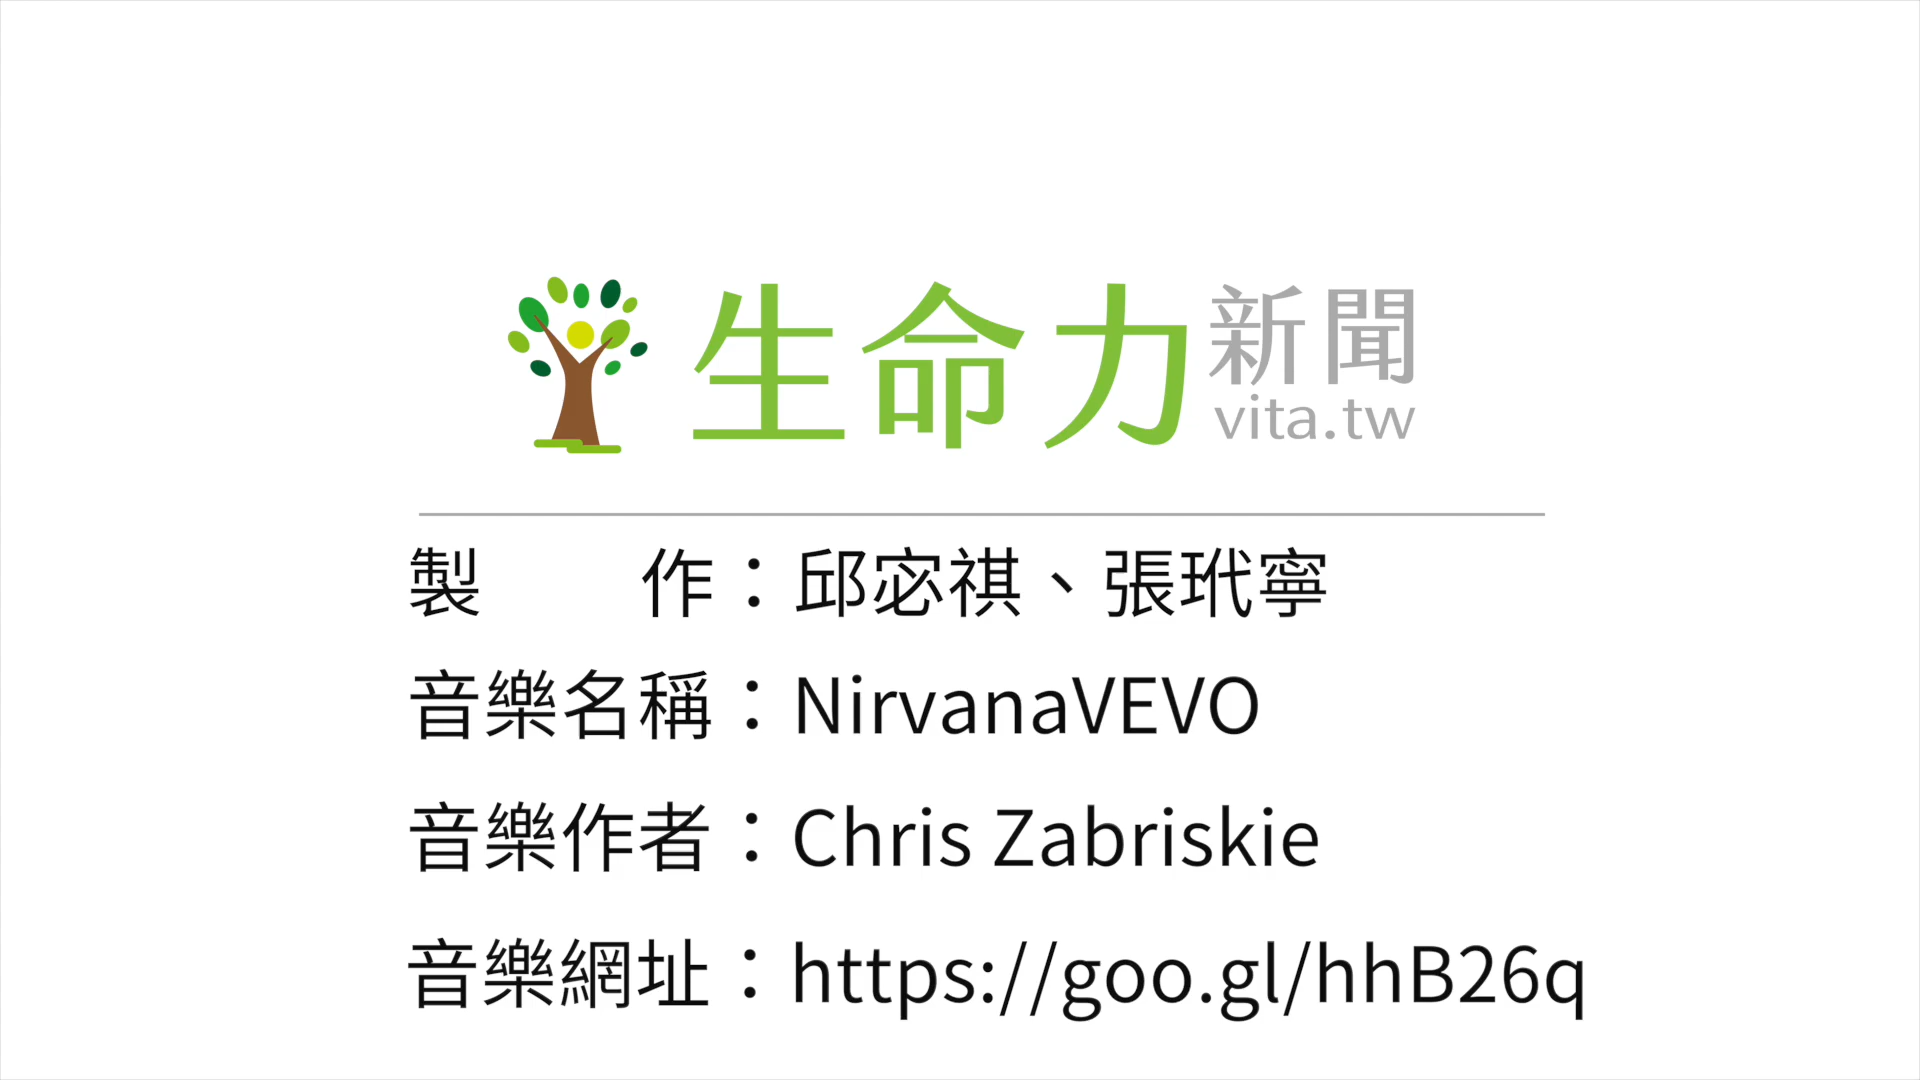 生命力新聞
vita.tw
製　　作：邱宓祺、張玳寧
音樂名稱：NirvanaVEVO
音樂作者：Chris Zabriskie
音樂網址：https://goo.gl/hhB26q